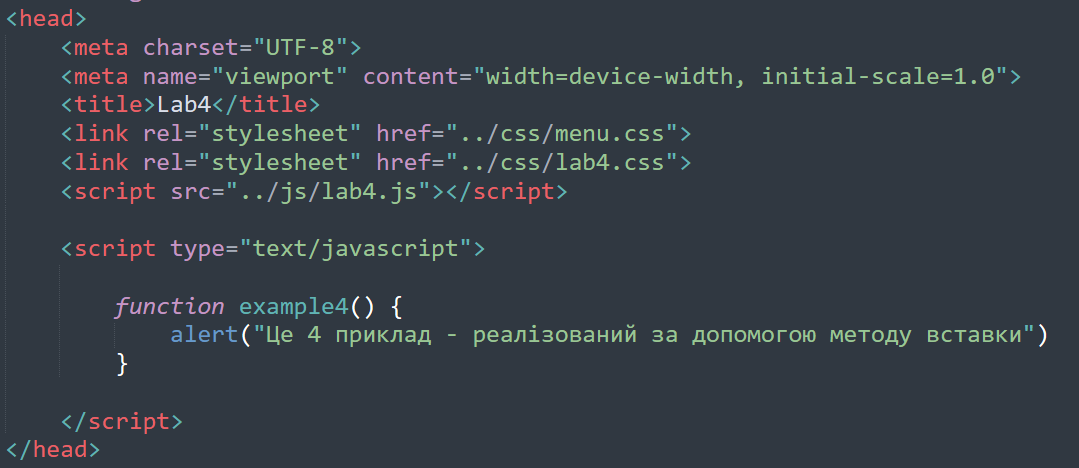 <head>
    <meta charset="UTF-8">
    <meta name="viewport" content="width=device-width, initial-scale=1.0">
    <title>Lab4</title>
    <link rel="stylesheet" href="../css/menu.css">
    <link rel="stylesheet" href="../css/lab4.css">
    <script src="../js/lab4.js"></script>
    <script type="text/javascript">
        function example4() {
            alert("Це 4 приклад - реалізований за допомогою методу вставки")
        }
    </script>
</head>